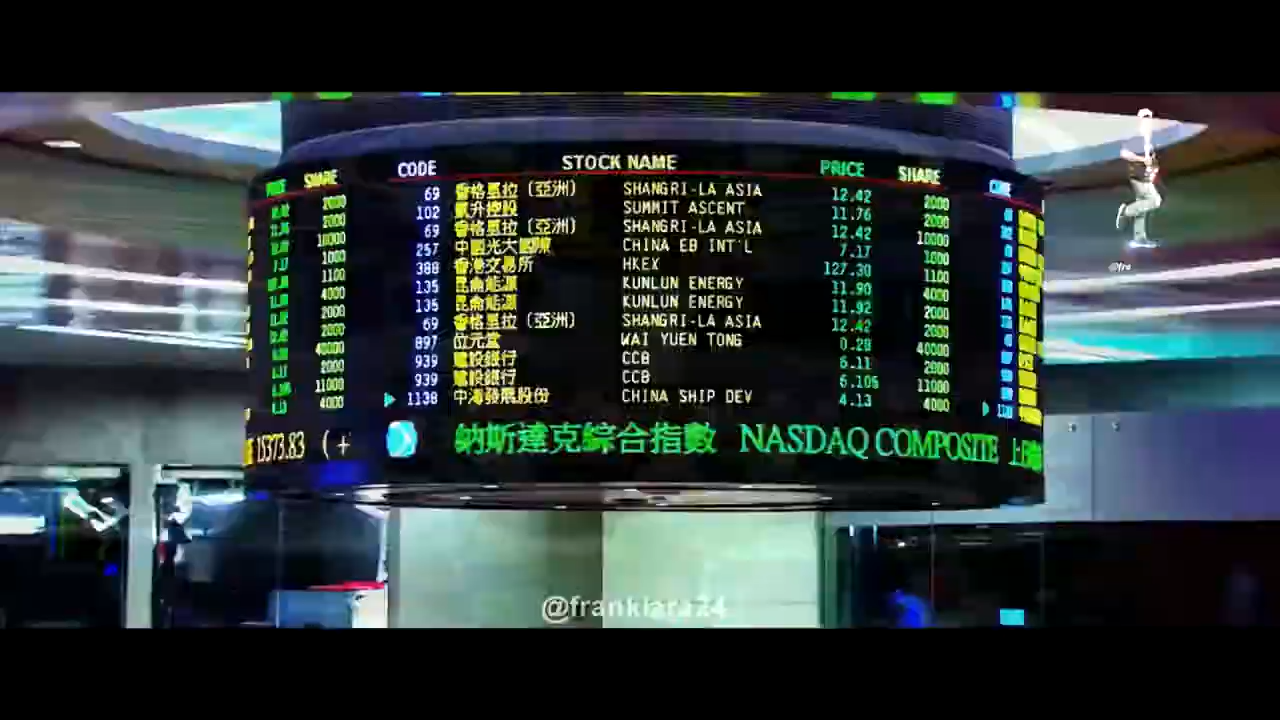 CODE STOCK NAME PRICE SHARE
69 香格里拉（亞洲） SHANGRI-LA ASIA 12.42 2000
102 凱升控股 SUMMIT ASCENT 11.76 2000
69 香格里拉（亞洲） SHANGRI-LA ASIA 12.42 10000
257 中國光大國際 CHINA EB INT'L 7.17 1000
388 香港交易所 HKEX 127.30 1100
135 昆侖能源 KUNLUN ENERGY 11.90 4000
135 昆侖能源 KUNLUN ENERGY 11.92 2000
69 香格里拉（亞洲） SHANGRI-LA ASIA 12.42 2000
897 位元堂 WAI YUEN TONG 0.28 40000
939 建設銀行 CCB 6.11 2000
939 建設銀行 CCB 6.105 11000
1138 中海發展股份 CHINA SHIP DEV 4.13 4000
15373.83 (+ 納斯達克綜合指數 NASDAQ COMPOSITE 上
@franklara24